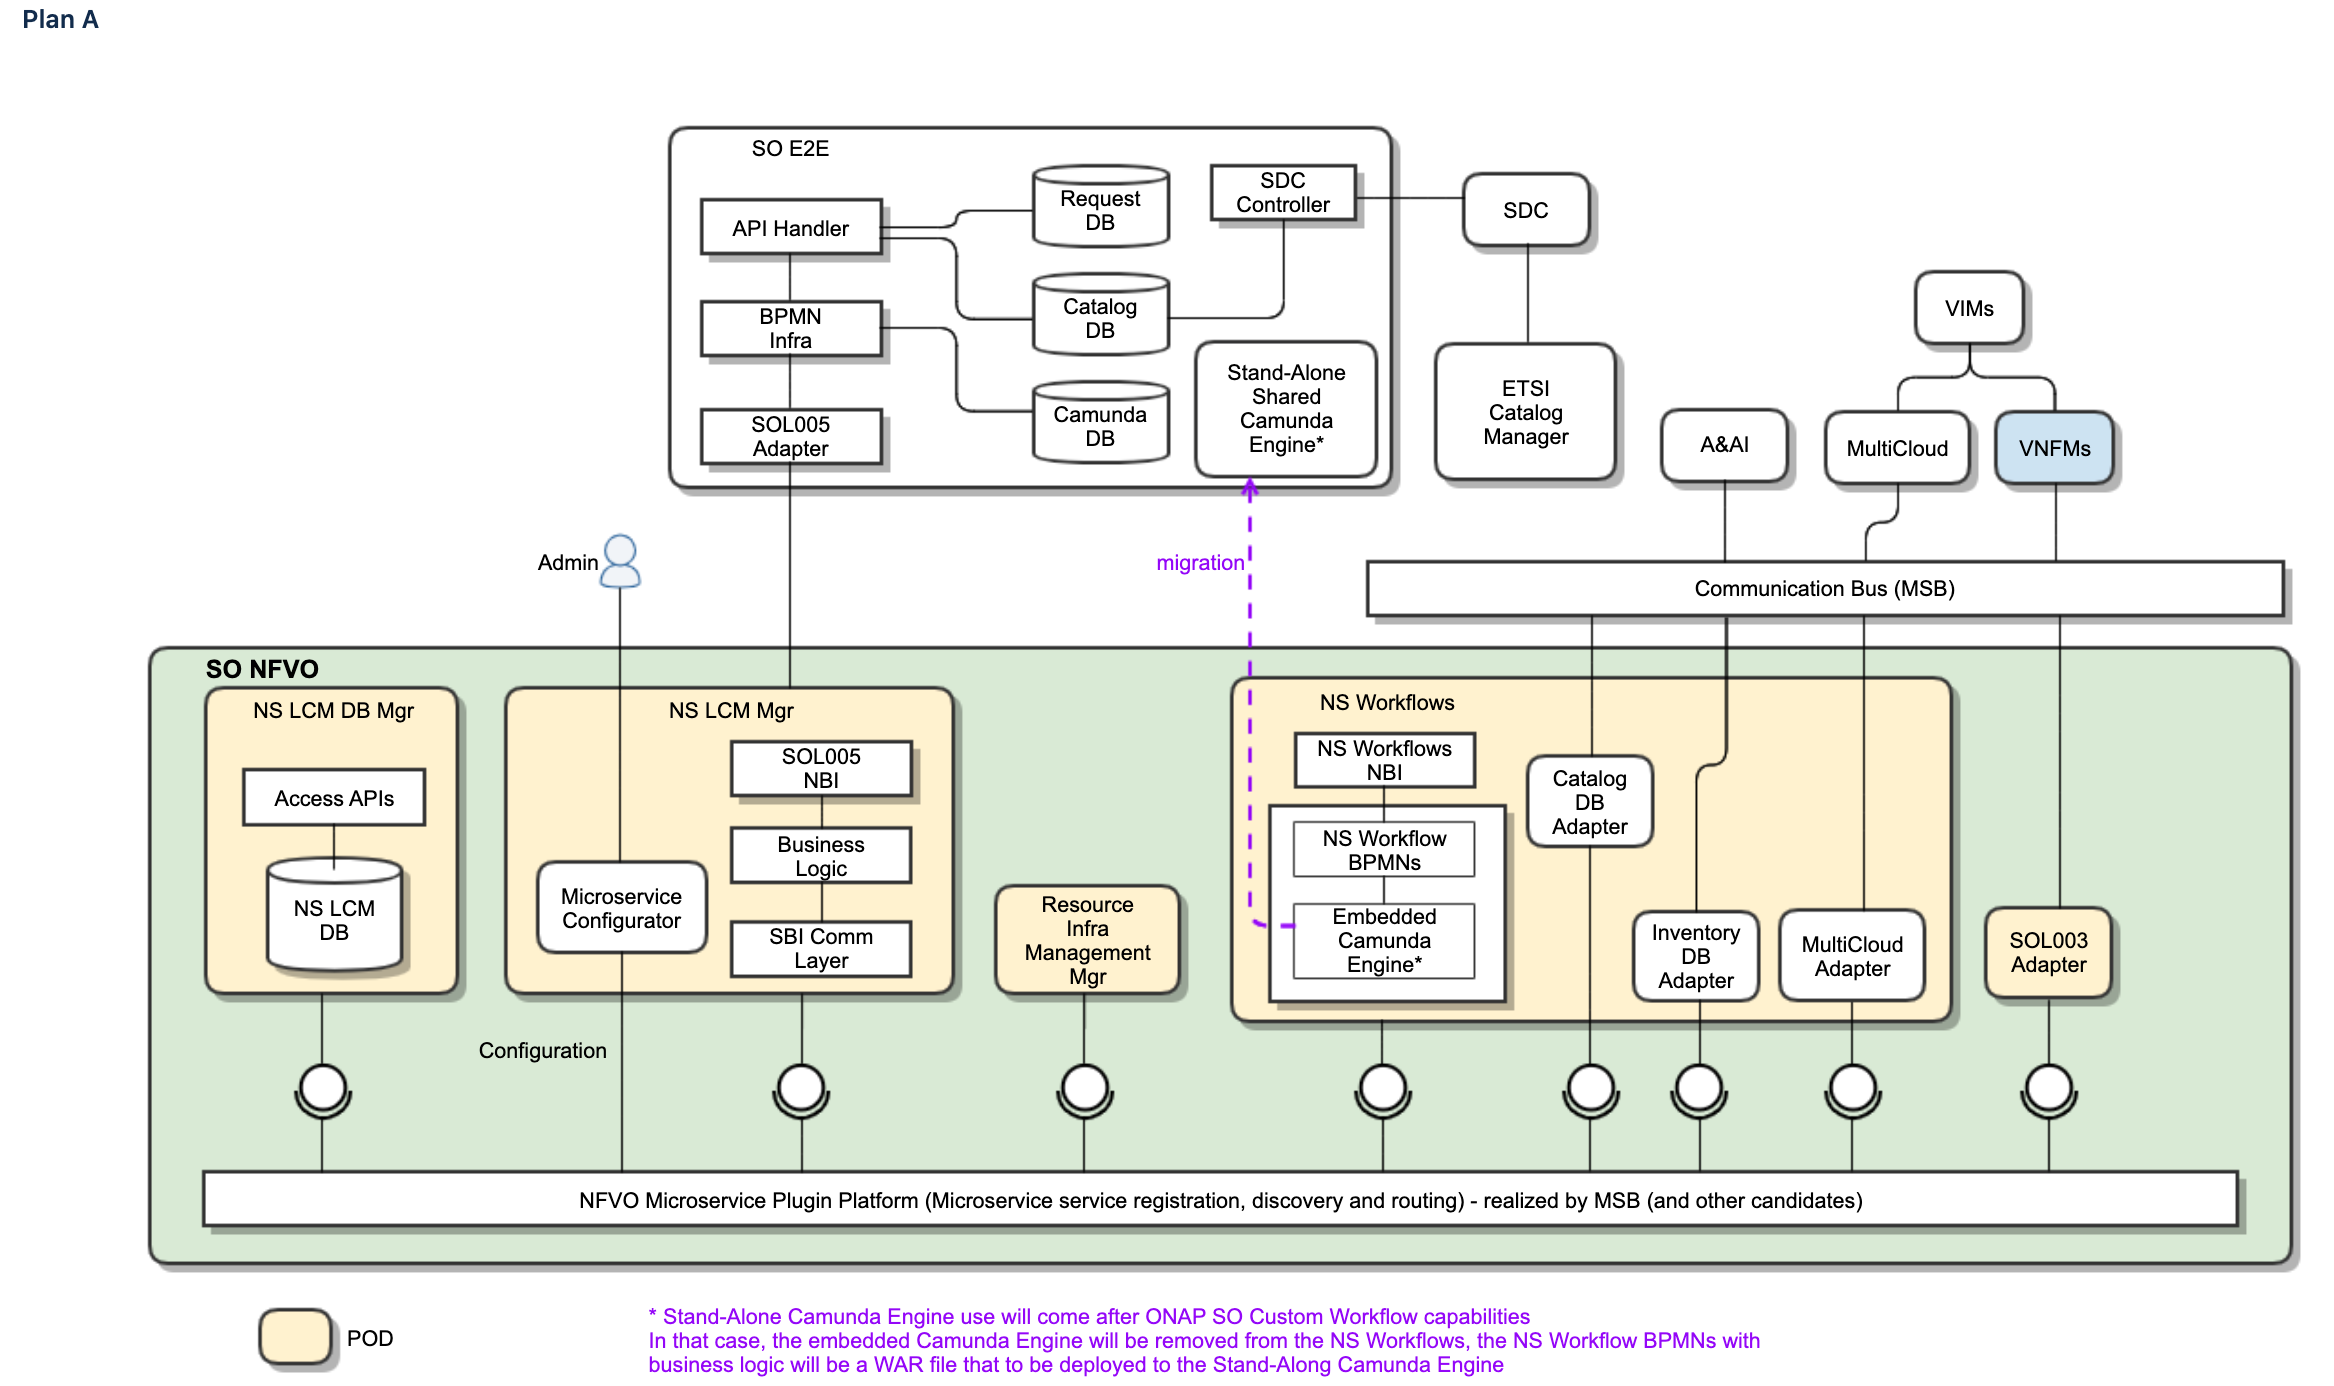 Plan A
SO E2E
API Handler
BPMN
Infra
SOL005
Adapter
Request
DB
Catalog
DB
Camunda
DB
SDC
Controller
Stand-Alone
Shared
Camunda
Engine*
SDC
ETSI
Catalog
Manager
VIMs
A&AI
MultiCloud
VNFMs
Admin
migration
Communication Bus (MSB)
SO NFVO
NS LCM DB Mgr
Access APIs
NS LCM
DB
NS LCM Mgr
SOL005
NBI
Business
Logic
SBI Comm
Layer
Microservice
Configurator
Configuration
Resource
Infra
Management
Mgr
NS Workflows
NS Workflows
NBI
NS Workflow
BPMNs
Embedded
Camunda
Engine*
Catalog
DB
Adapter
Inventory
DB
Adapter
MultiCloud
Adapter
SOL003
Adapter
NFVO Microservice Plugin Platform (Microservice service registration, discovery and routing) - realized by MSB (and other candidates)
POD
* Stand-Alone Camunda Engine use will come after ONAP SO Custom Workflow capabilities
In that case, the embedded Camunda Engine will be removed from the NS Workflows, the NS Workflow BPMNs with
business logic will be a WAR file that to be deployed to the Stand-Along Camunda Engine